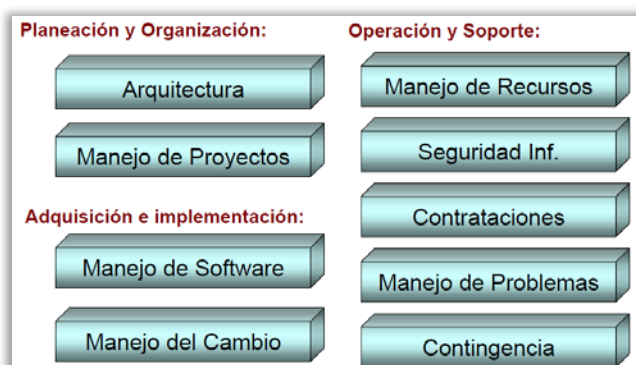 Planeación y Organización:
Arquitectura
Manejo de Proyectos
Adquisición e implementación:
Manejo de Software
Manejo del Cambio
Operación y Soporte:
Manejo de Recursos
Seguridad Inf.
Contrataciones
Manejo de Problemas
Contingencia